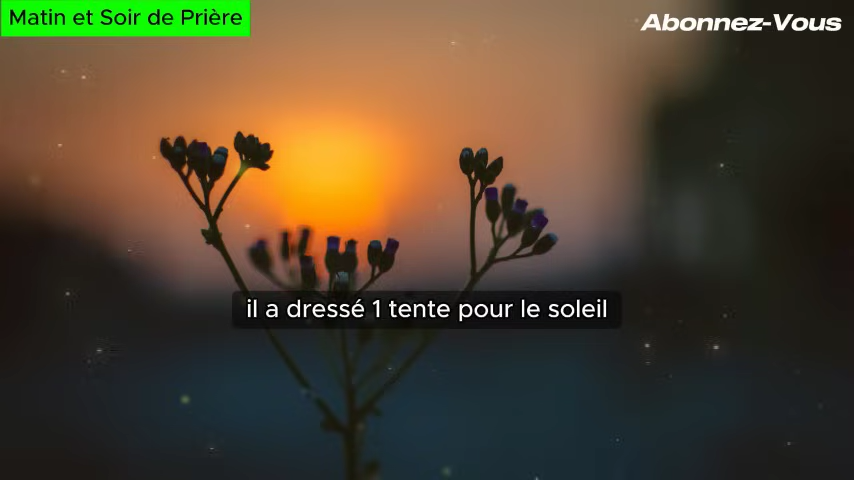 Matin et Soir de Prière
Abonnez-Vous
il a dressé 1 tente pour le soleil